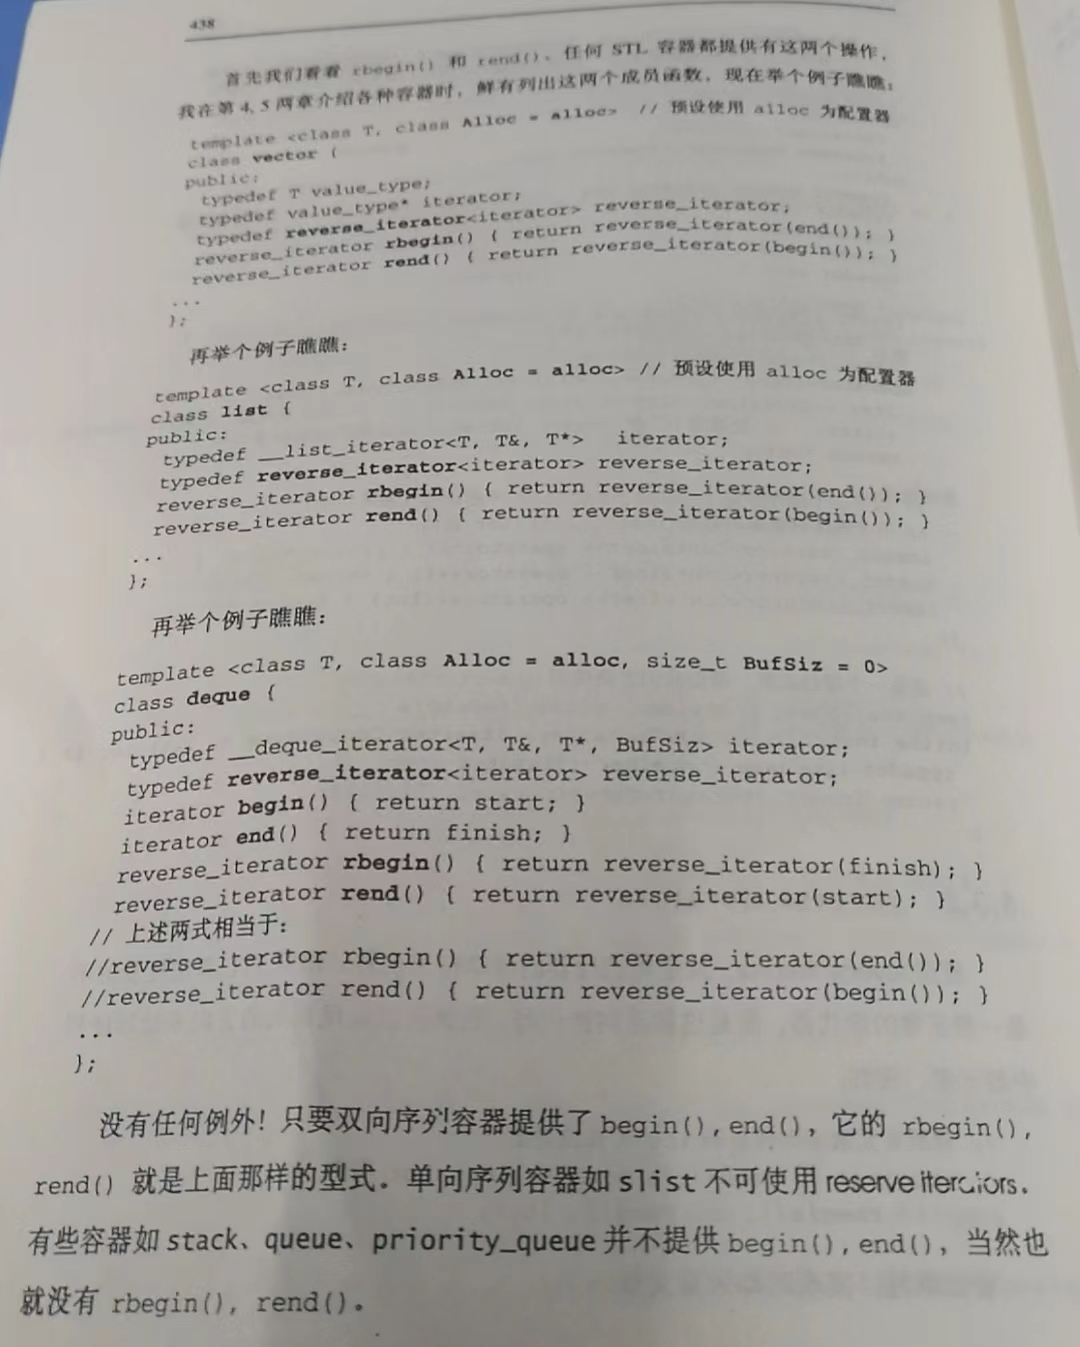 438
首先我们看看 rbegin() 和 rend()。任何 STL 容器都提供有这两个操作，
我在第 4,5 两章介绍各种容器时，鲜有列出这两个成员函数，现在举个例子瞧瞧：
template <class T, class Alloc = alloc> // 预设使用 alloc 为配置器
class vector {
public:
typedef T value_type;
typedef value_type* iterator;
typedef reverse_iterator<iterator> reverse_iterator;
reverse_iterator rbegin() { return reverse_iterator(end()); }
reverse_iterator rend() { return reverse_iterator(begin()); }
...
};
再举个例子瞧瞧：
template <class T, class Alloc = alloc> // 预设使用 alloc 为配置器
class list {
public:
typedef __list_iterator<T, T&, T*> iterator;
typedef reverse_iterator<iterator> reverse_iterator;
reverse_iterator rbegin() { return reverse_iterator(end()); }
reverse_iterator rend() { return reverse_iterator(begin()); }
...
};
再举个例子瞧瞧：
template <class T, class Alloc = alloc, size_t BufSiz = 0>
class deque {
public:
typedef __deque_iterator<T, T&, T*, BufSiz> iterator;
typedef reverse_iterator<iterator> reverse_iterator;
iterator begin() { return start; }
iterator end() { return finish; }
reverse_iterator rbegin() { return reverse_iterator(finish); }
reverse_iterator rend() { return reverse_iterator(start); }
// 上述两式相当于：
//reverse_iterator rbegin() { return reverse_iterator(end()); }
//reverse_iterator rend() { return reverse_iterator(begin()); }
...
};
没有任何例外！只要双向序列容器提供了 begin(), end()，它的 rbegin(),
rend() 就是上面那样的型式。单向序列容器如 slist 不可使用 reserve iterators.
有些容器如 stack、queue、priority_queue 并不提供 begin(), end()，当然也
就没有 rbegin(), rend()。